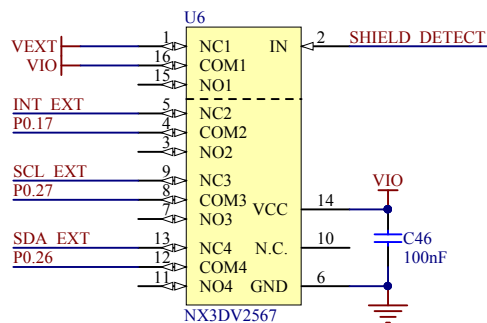 U6
VEXT 1 NC1 IN 2 SHIELD_DETECT
VIO 16 COM1
15 NO1
INT_EXT 5 NC2
P0.17 4 COM2
3 NO2
SCL_EXT 9 NC3
P0.27 8 COM3
7 NO3
VCC 14 VIO
SDA_EXT 13 NC4 N.C. 10 C46
P0.26 12 COM4 100nF
11 NO4 GND 6
NX3DV2567